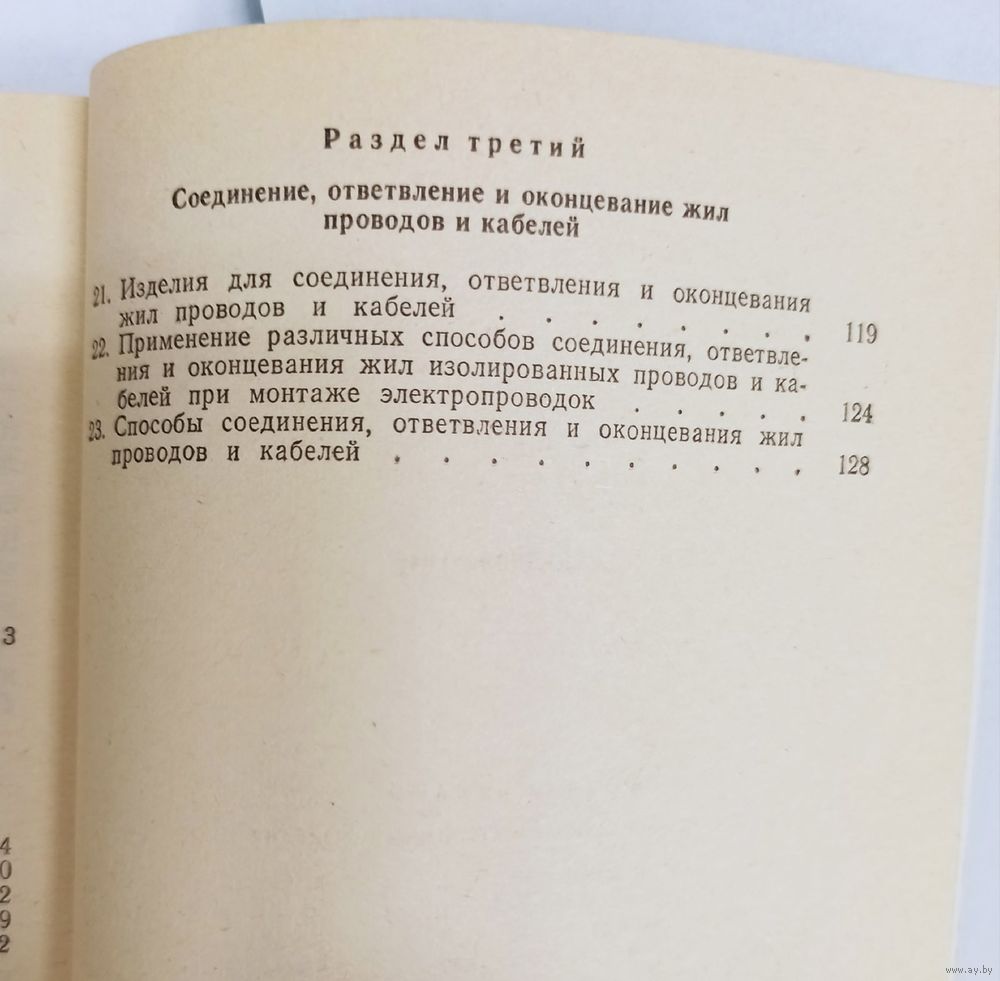 Раздел третий
Соединение, ответвление и оконцевание жил
проводов и кабелей
21. Изделия для соединения, ответвления и оконцевания
жил проводов и кабелей . . . . . . . . 119
22. Применение различных способов соединения, ответвле-
ния и оконцевания жил изолированных проводов и ка-
белей при монтаже электропроводок . . . . . 124
23. Способы соединения, ответвления и оконцевания жил
проводов и кабелей . . . . . . . . . 128
3
4
0
2
9
2
www.ay.by